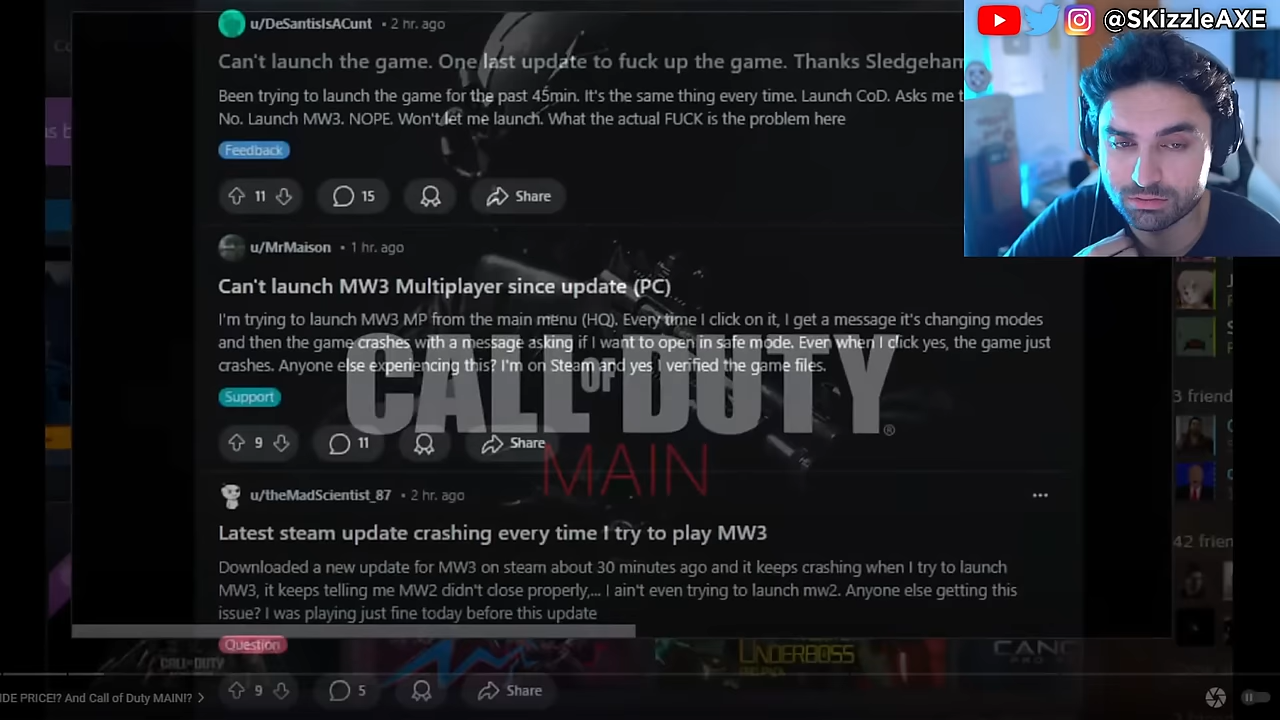 @SKizzleAXE
u/DeSantisIsACunt • 2 hr. ago
Can't launch the game. One last update to fuck up the game. Thanks Sledgeham
Been trying to launch the game for the past 45min. It's the same thing every time. Launch CoD. Asks me t
No. Launch MW3. NOPE. Won't let me launch. What the actual FUCK is the problem here
Feedback
11 15 Share
u/MrMaison • 1 hr. ago
Can't launch MW3 Multiplayer since update (PC)
I'm trying to launch MW3 MP from the main menu (HQ). Every time I click on it, I get a message it's changing modes
and then the game crashes with a message asking if I want to open in safe mode. Even when I click yes, the game just
crashes. Anyone else experiencing this? I'm on Steam and yes I verified the game files.
CALL OF DUTY®
MAIN
Support
9 11 Share
3 friend
u/theMadScientist_87 • 2 hr. ago
Latest steam update crashing every time I try to play MW3
Downloaded a new update for MW3 on steam about 30 minutes ago and it keeps crashing when I try to launch
MW3, it keeps telling me MW2 didn't close properly,... I ain't even trying to launch mw2. Anyone else getting this
issue? I was playing just fine today before this update
42 frien
Question
CALL OF DUTY
UNDERBOSS
CANC
9 5 Share
IDE PRICE!? And Call of Duty MAIN!?